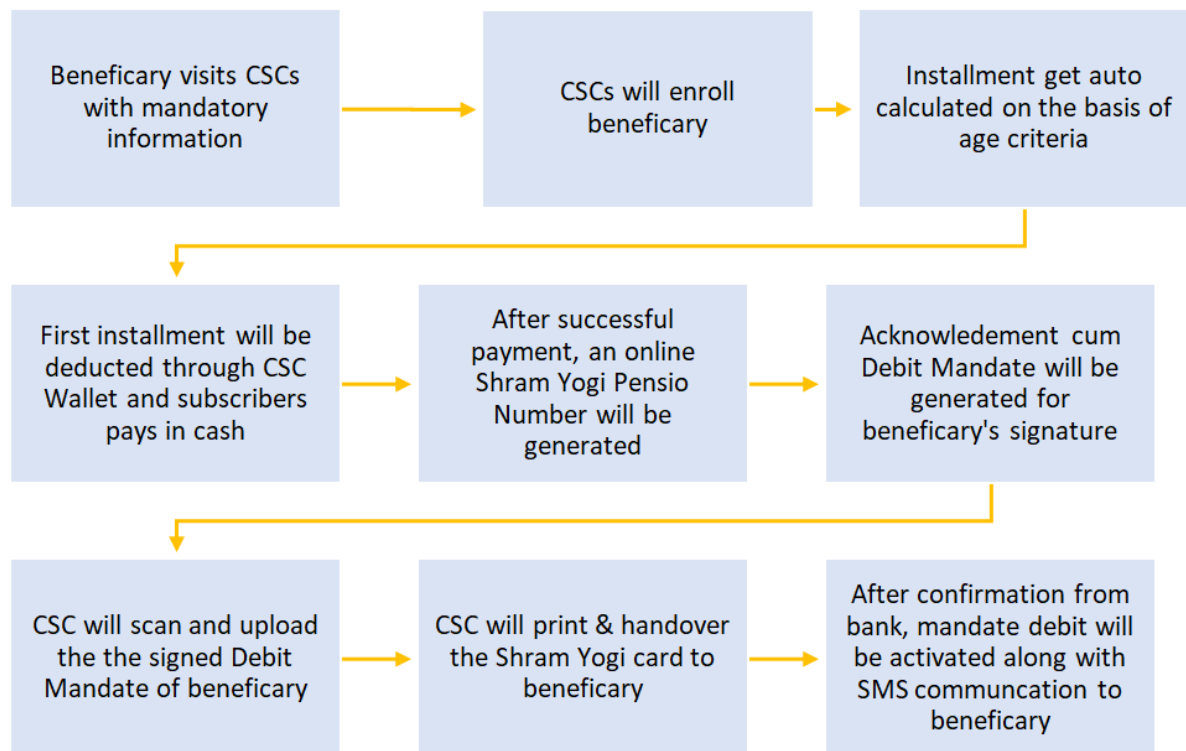 Beneficary visits CSCs
with mandatory
information
CSCs will enroll
beneficary
Installment get auto
calculated on the basis of
age criteria
First installment will be
deducted through CSC
Wallet and subscribers
pays in cash
After successful
payment, an online
Shram Yogi Pensio
Number will be
generated
Acknowledement cum
Debit Mandate will be
generated for
beneficary's signature
CSC will scan and upload
the the signed Debit
Mandate of beneficary
CSC will print & handover
the Shram Yogi card to
beneficary
After confirmation from
bank, mandate debit will
be activated along with
SMS communcation to
beneficary